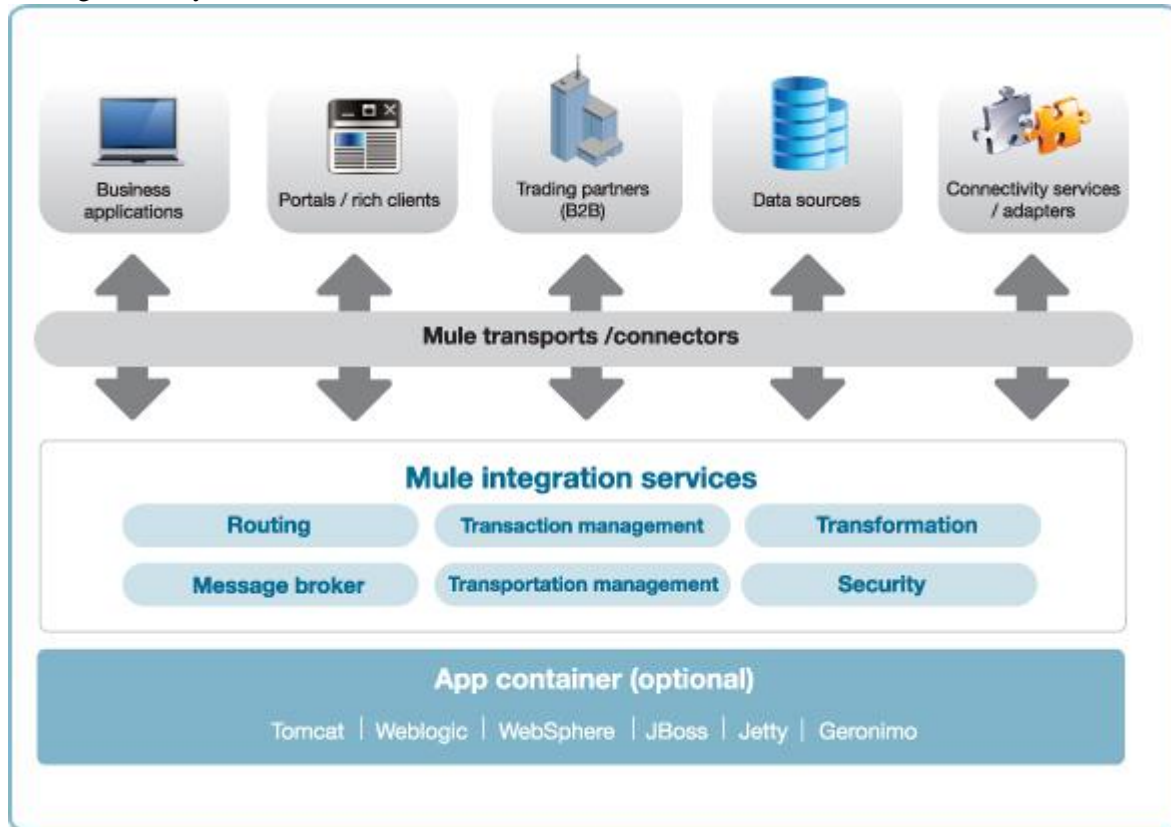 Business
applications
Portals / rich clients
Trading partners
(B2B)
Data sources
Connectivity services
/ adapters
Mule transports /connectors
Mule integration services
Routing
Transaction management
Transformation
Message broker
Transportation management
Security
App container (optional)
Tomcat | Weblogic | WebSphere | JBoss | Jetty | Geronimo